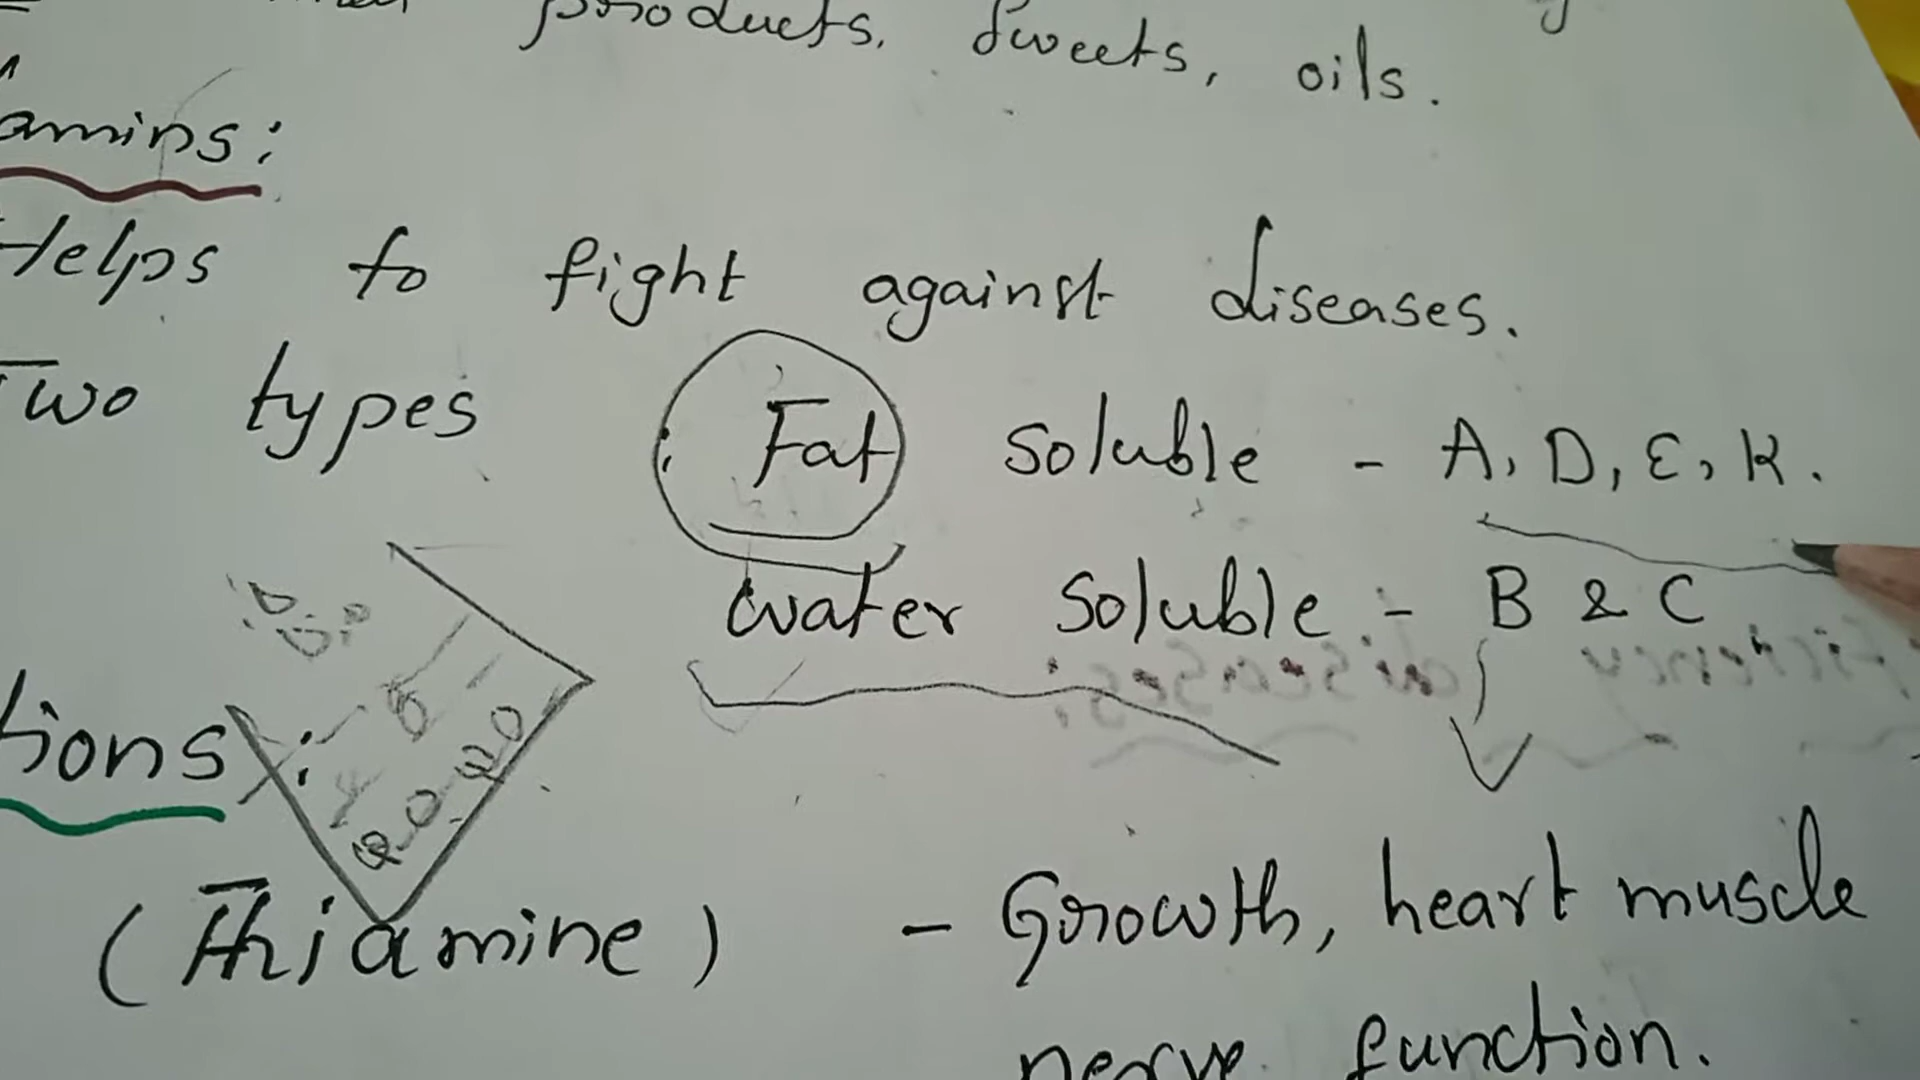 products, Sweets, oils.
amins:
Helps to fight against diseases.
Two types : Fat soluble - A, D, E, K.
water soluble - B & C
tions :
(Thiamine) - Growth, heart muscle
nerve function.